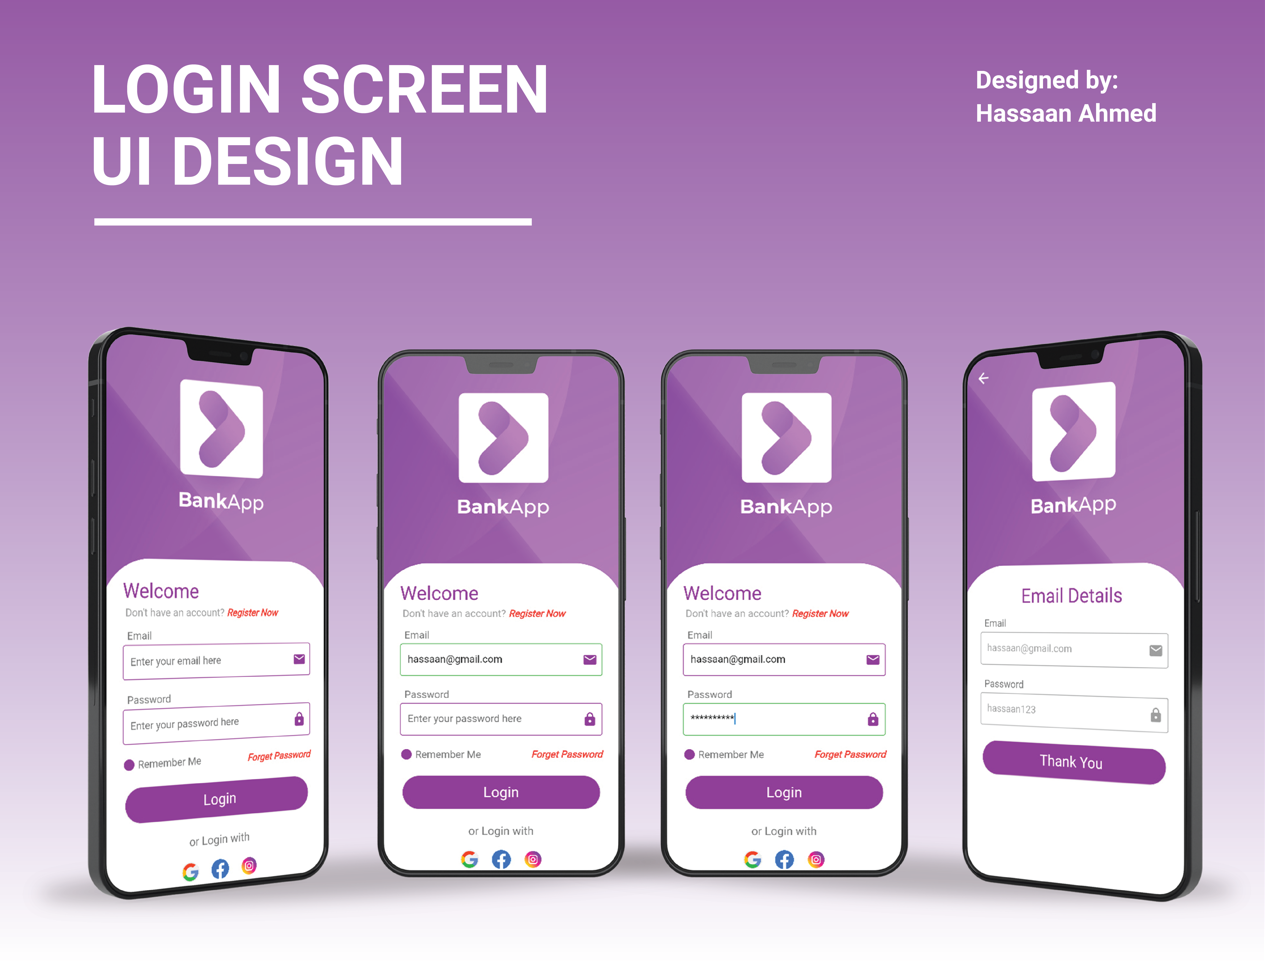 LOGIN SCREEN
UI DESIGN
Designed by:
Hassaan Ahmed
BankApp
Welcome
Don't have an account? Register Now
Email
Enter your email here
Password
Enter your password here
Remember Me
Forget Password
Login
or Login with
BankApp
Welcome
Don't have an account? Register Now
Email
hassaan@gmail.com
Password
Enter your password here
Remember Me
Forget Password
Login
or Login with
BankApp
Welcome
Don't have an account? Register Now
Email
hassaan@gmail.com
Password
**********
Remember Me
Forget Password
Login
or Login with
BankApp
Email Details
Email
hassaan@gmail.com
Password
hassaan123
Thank You